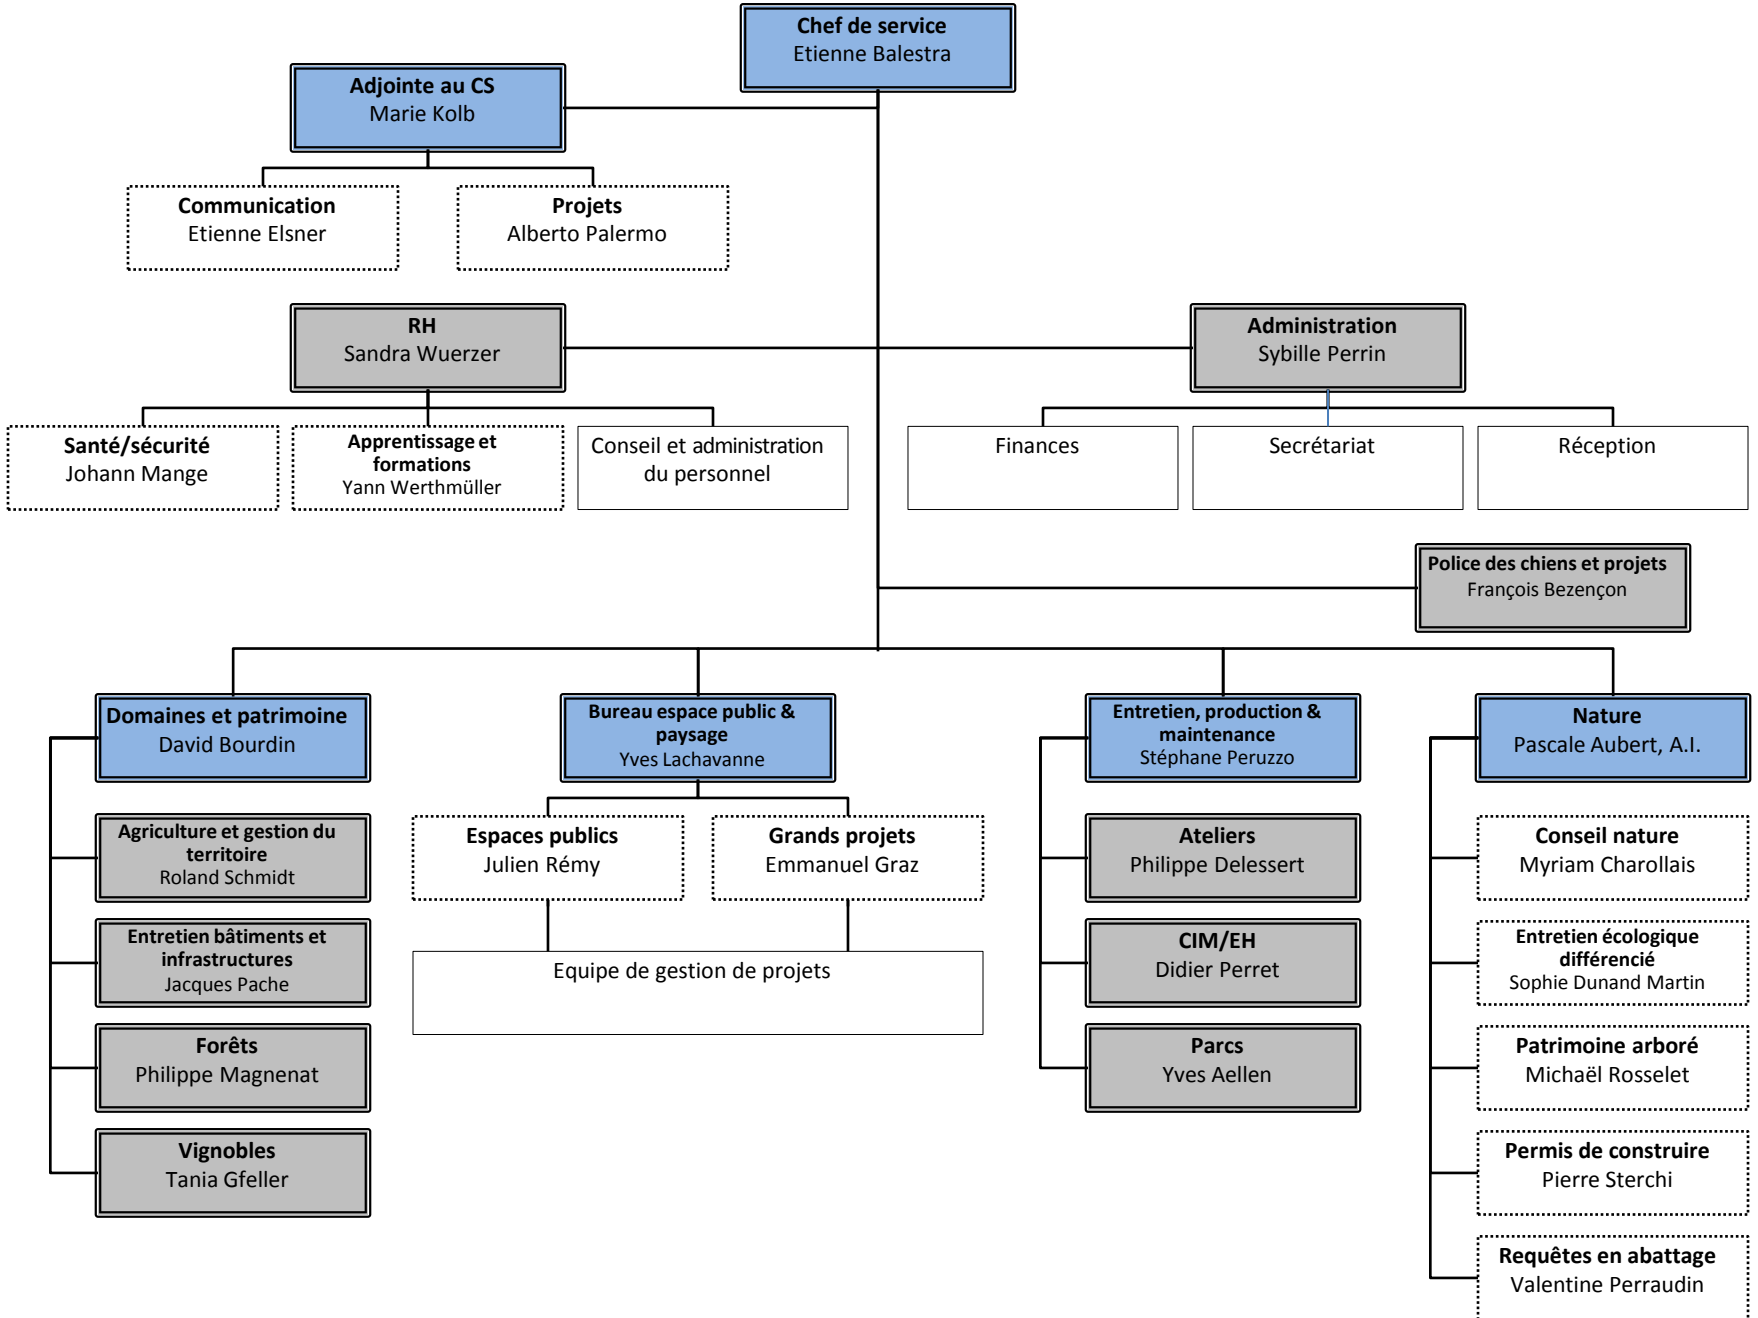 Chef de service
Etienne Balestra
Adjointe au CS
Marie Kolb
Communication
Etienne Elsner
Projets
Alberto Palermo
RH
Sandra Wuerzer
Administration
Sybille Perrin
Santé/sécurité
Johann Mange
Apprentissage et
formations
Yann Werthmüller
Conseil et administration
du personnel
Finances
Secrétariat
Réception
Police des chiens et projets
François Bezençon
Domaines et patrimoine
David Bourdin
Bureau espace public &
paysage
Yves Lachavanne
Entretien, production &
maintenance
Stéphane Peruzzo
Nature
Pascale Aubert, A.I.
Agriculture et gestion du
territoire
Roland Schmidt
Espaces publics
Julien Rémy
Grands projets
Emmanuel Graz
Ateliers
Philippe Delessert
Conseil nature
Myriam Charollais
Entretien bâtiments et
infrastructures
Jacques Pache
Equipe de gestion de projets
CIM/EH
Didier Perret
Entretien écologique
différencié
Sophie Dunand Martin
Forêts
Philippe Magnenat
Parcs
Yves Aellen
Patrimoine arboré
Michaël Rosselet
Vignobles
Tania Gfeller
Permis de construire
Pierre Sterchi
Requêtes en abattage
Valentine Perraudin